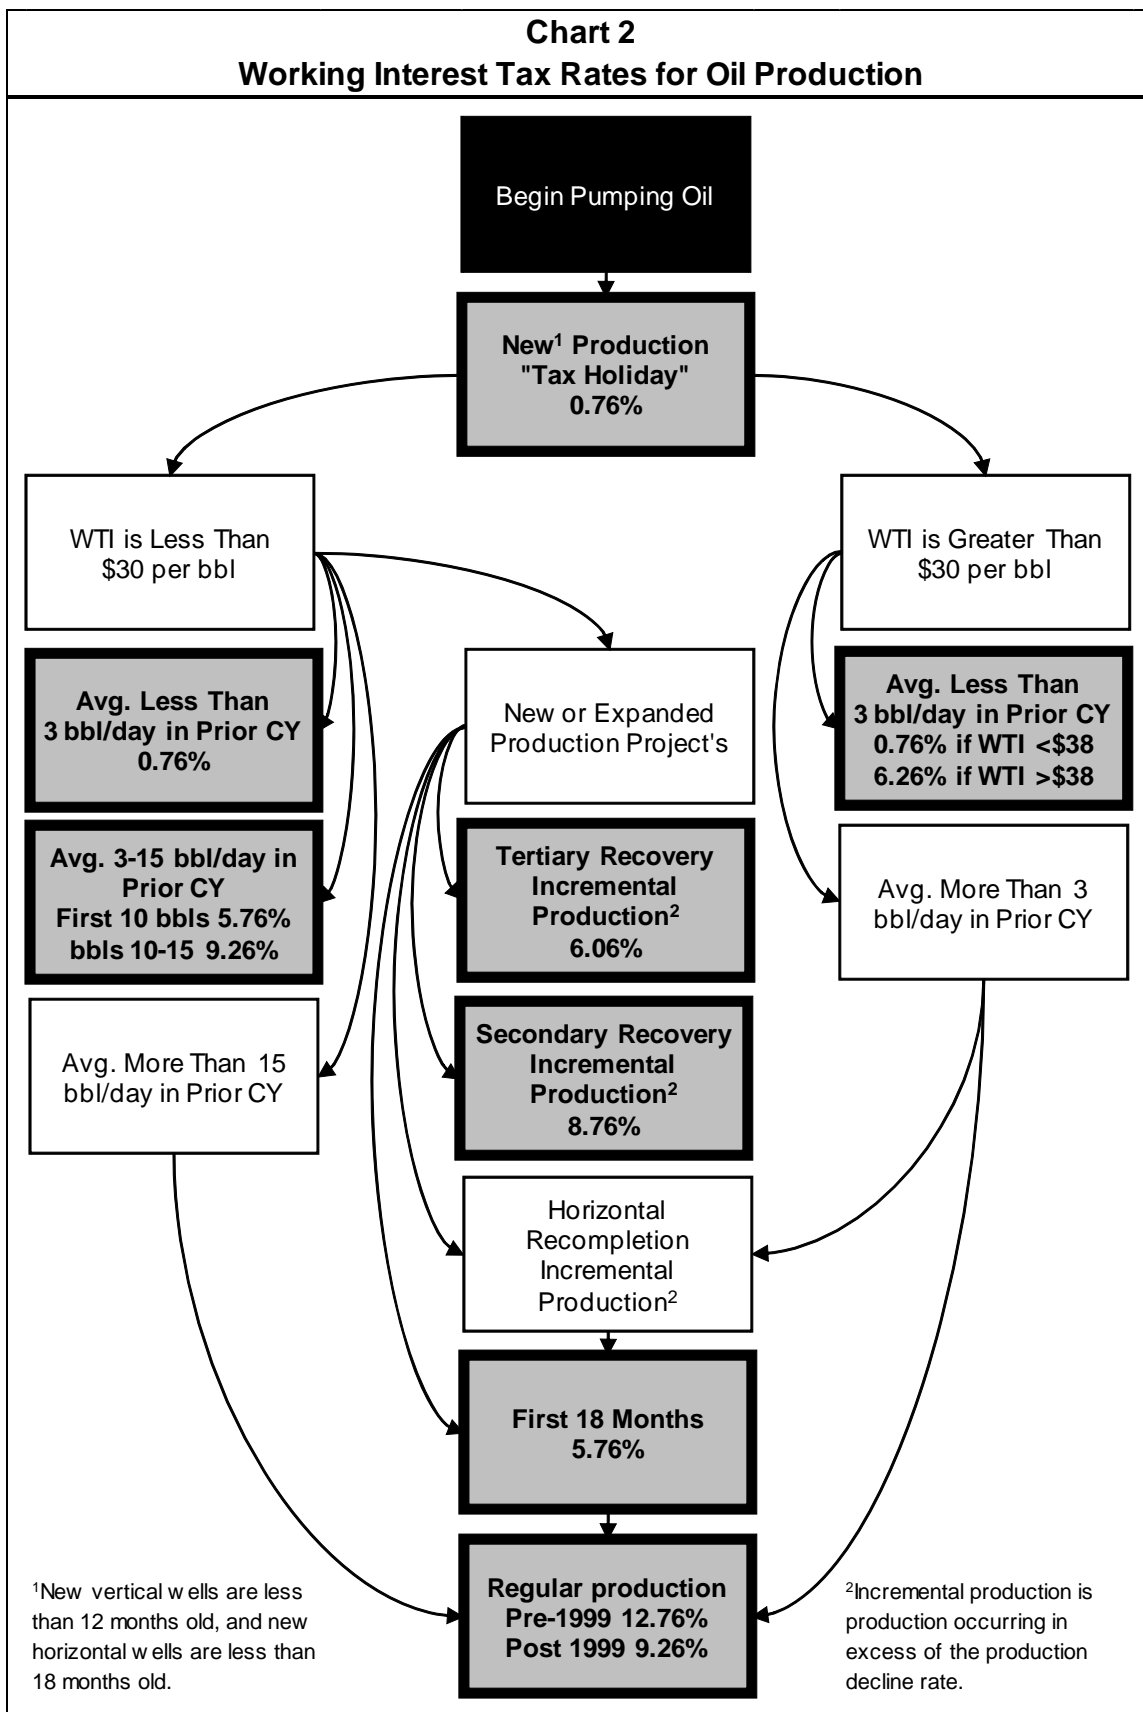 Chart 2
Working Interest Tax Rates for Oil Production
Begin Pumping Oil
New¹ Production
"Tax Holiday"
0.76%
WTI is Less Than
$30 per bbl
WTI is Greater Than
$30 per bbl
Avg. Less Than
3 bbl/day in Prior CY
0.76%
New or Expanded
Production Project's
Avg. Less Than
3 bbl/day in Prior CY
0.76% if WTI <$38
6.26% if WTI >$38
Avg. 3-15 bbl/day in
Prior CY
First 10 bbls 5.76%
bbls 10-15 9.26%
Tertiary Recovery
Incremental
Production²
6.06%
Avg. More Than 3
bbl/day in Prior CY
Avg. More Than 15
bbl/day in Prior CY
Secondary Recovery
Incremental
Production²
8.76%
Horizontal
Recompletion
Incremental
Production²
First 18 Months
5.76%
Regular production
Pre-1999 12.76%
Post 1999 9.26%
¹New vertical wells are less
than 12 months old, and new
horizontal wells are less than
18 months old.
²Incremental production is
production occurring in
excess of the production
decline rate.